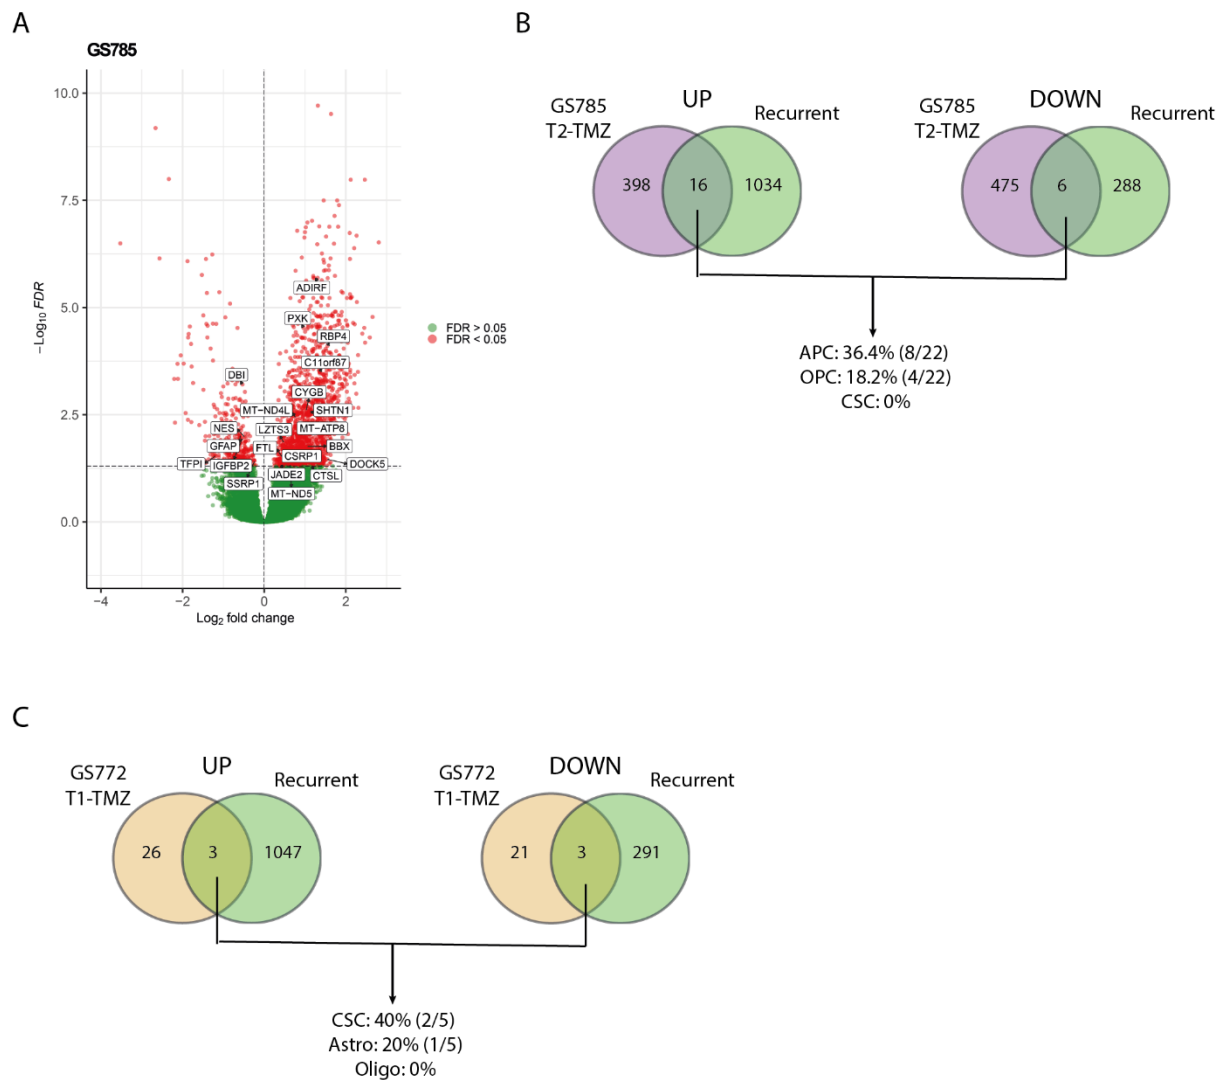 A
GS785
−Log10 FDR
10.0
7.5
5.0
2.5
0.0
ADIRF
PXK
RBP4
C11orf87
DBI
CYGB
MT−ND4L
SHTN1
NES
LZTS3
MT−ATP8
GFAP
FTL
BBX
CSRP1
TFPI
IGFBP2
DOCK5
JADE2
CTSL
SSRP1
MT−ND5
−4
−2
0
2
Log2 fold change
FDR > 0.05
FDR < 0.05
B
GS785
T2-TMZ
UP
Recurrent
398
16
1034
GS785
T2-TMZ
DOWN
Recurrent
475
6
288
APC: 36.4% (8/22)
OPC: 18.2% (4/22)
CSC: 0%
C
GS772
T1-TMZ
UP
Recurrent
26
3
1047
GS772
T1-TMZ
DOWN
Recurrent
21
3
291
CSC: 40% (2/5)
Astro: 20% (1/5)
Oligo: 0%